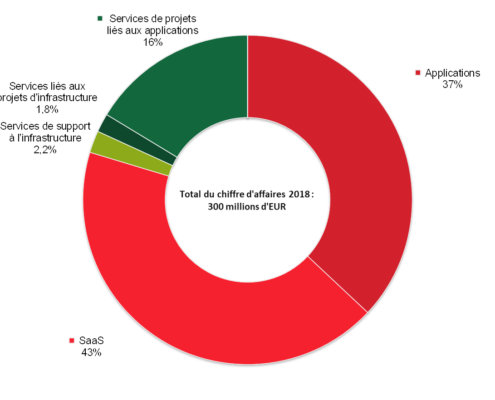 Services de projets
liés aux applications
16%
Applications
37%
Services liés aux
projets d'infrastructure
1,8%
Services de support
à l'infrastructure
2,2%
Total du chiffre d'affaires 2018 :
300 millions d'EUR
SaaS
43%